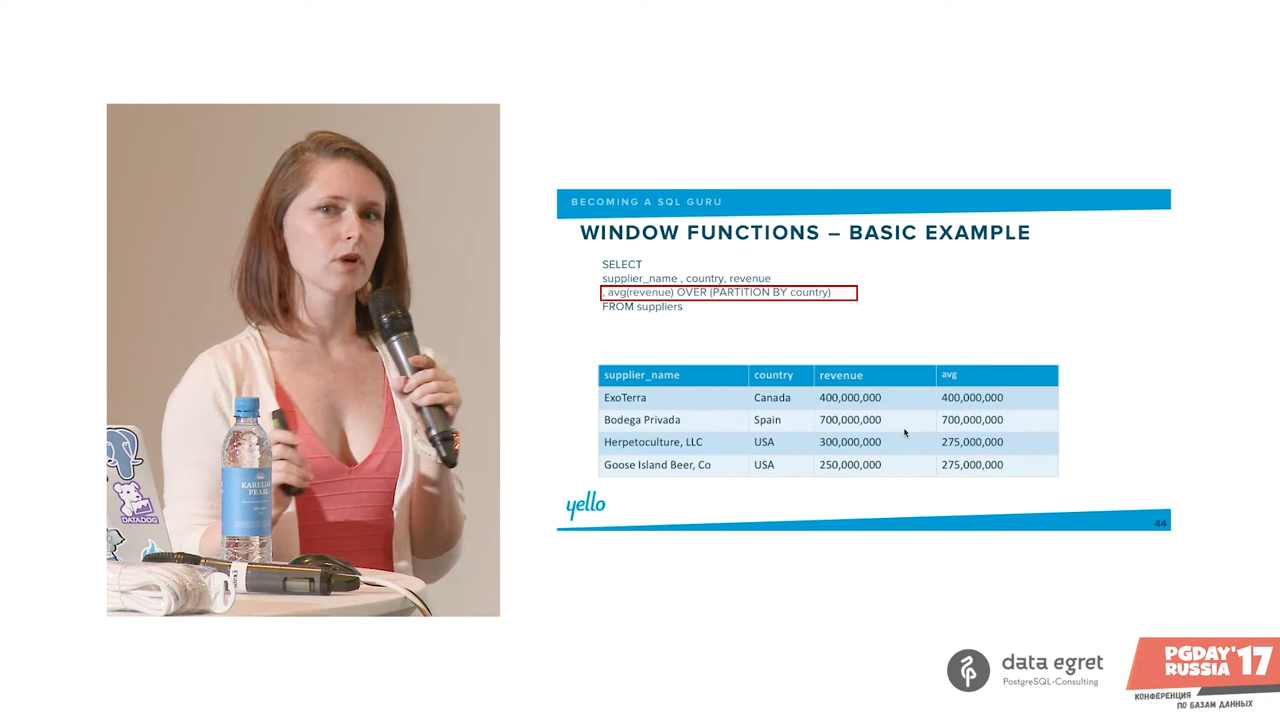 BECOMING A SQL GURU
WINDOW FUNCTIONS – BASIC EXAMPLE
SELECT
supplier_name , country, revenue
, avg(revenue) OVER (PARTITION BY country)
FROM suppliers
supplier_name country revenue avg
ExoTerra Canada 400,000,000 400,000,000
Bodega Privada Spain 700,000,000 700,000,000
Herpetoculture, LLC USA 300,000,000 275,000,000
Goose Island Beer, Co USA 250,000,000 275,000,000
yello
44
KARELIA
PEARL
DATADOG
data egret
PostgreSQL-Consulting
PGDAY'17
RUSSIA
КОНФЕРЕНЦИЯ
ПО БАЗАМ ДАННЫХ